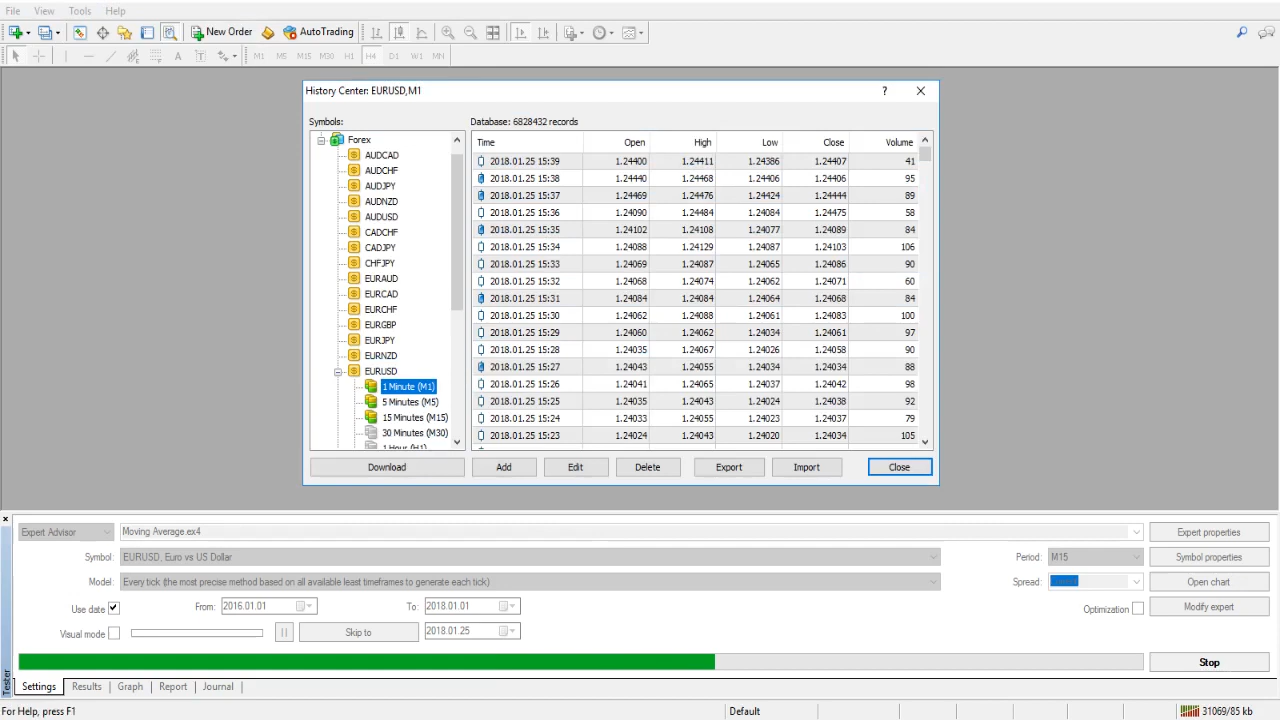 File View Tools Help
New Order AutoTrading
M1 M5 M15 M30 H1 H4 D1 W1 MN
History Center: EURUSD,M1 ?
Symbols: Database: 6828432 records
Forex
AUDCAD
AUDCHF
AUDJPY
AUDNZD
AUDUSD
CADCHF
CADJPY
CHFJPY
EURAUD
EURCAD
EURCHF
EURGBP
EURJPY
EURNZD
EURUSD
1 Minute (M1)
5 Minutes (M5)
15 Minutes (M15)
30 Minutes (M30)
1 Hour (H1)
Time Open High Low Close Volume
2018.01.25 15:39 1.24400 1.24411 1.24386 1.24407 41
2018.01.25 15:38 1.24440 1.24468 1.24406 1.24406 95
2018.01.25 15:37 1.24469 1.24476 1.24424 1.24444 89
2018.01.25 15:36 1.24090 1.24484 1.24084 1.24475 58
2018.01.25 15:35 1.24102 1.24108 1.24077 1.24089 84
2018.01.25 15:34 1.24088 1.24129 1.24087 1.24103 106
2018.01.25 15:33 1.24069 1.24087 1.24065 1.24086 90
2018.01.25 15:32 1.24068 1.24074 1.24062 1.24071 60
2018.01.25 15:31 1.24084 1.24084 1.24064 1.24068 84
2018.01.25 15:30 1.24062 1.24088 1.24061 1.24083 100
2018.01.25 15:29 1.24060 1.24062 1.24034 1.24061 97
2018.01.25 15:28 1.24035 1.24067 1.24026 1.24058 90
2018.01.25 15:27 1.24043 1.24055 1.24034 1.24034 88
2018.01.25 15:26 1.24041 1.24065 1.24037 1.24042 98
2018.01.25 15:25 1.24035 1.24043 1.24024 1.24038 92
2018.01.25 15:24 1.24033 1.24055 1.24023 1.24037 79
2018.01.25 15:23 1.24024 1.24043 1.24020 1.24034 105
Download Add Edit Delete Export Import Close
Expert Advisor Moving Average.ex4 Expert properties
Symbol: EURUSD, Euro vs US Dollar Period: M15 Symbol properties
Model: Every tick (the most precise method based on all available least timeframes to generate each tick) Spread: Open chart
Use date From: 2016.01.01 To: 2018.01.01 Optimization Modify expert
Visual mode Skip to 2018.01.25
Stop
Tester
Settings Results Graph Report Journal
For Help, press F1 Default 31069/85 kb